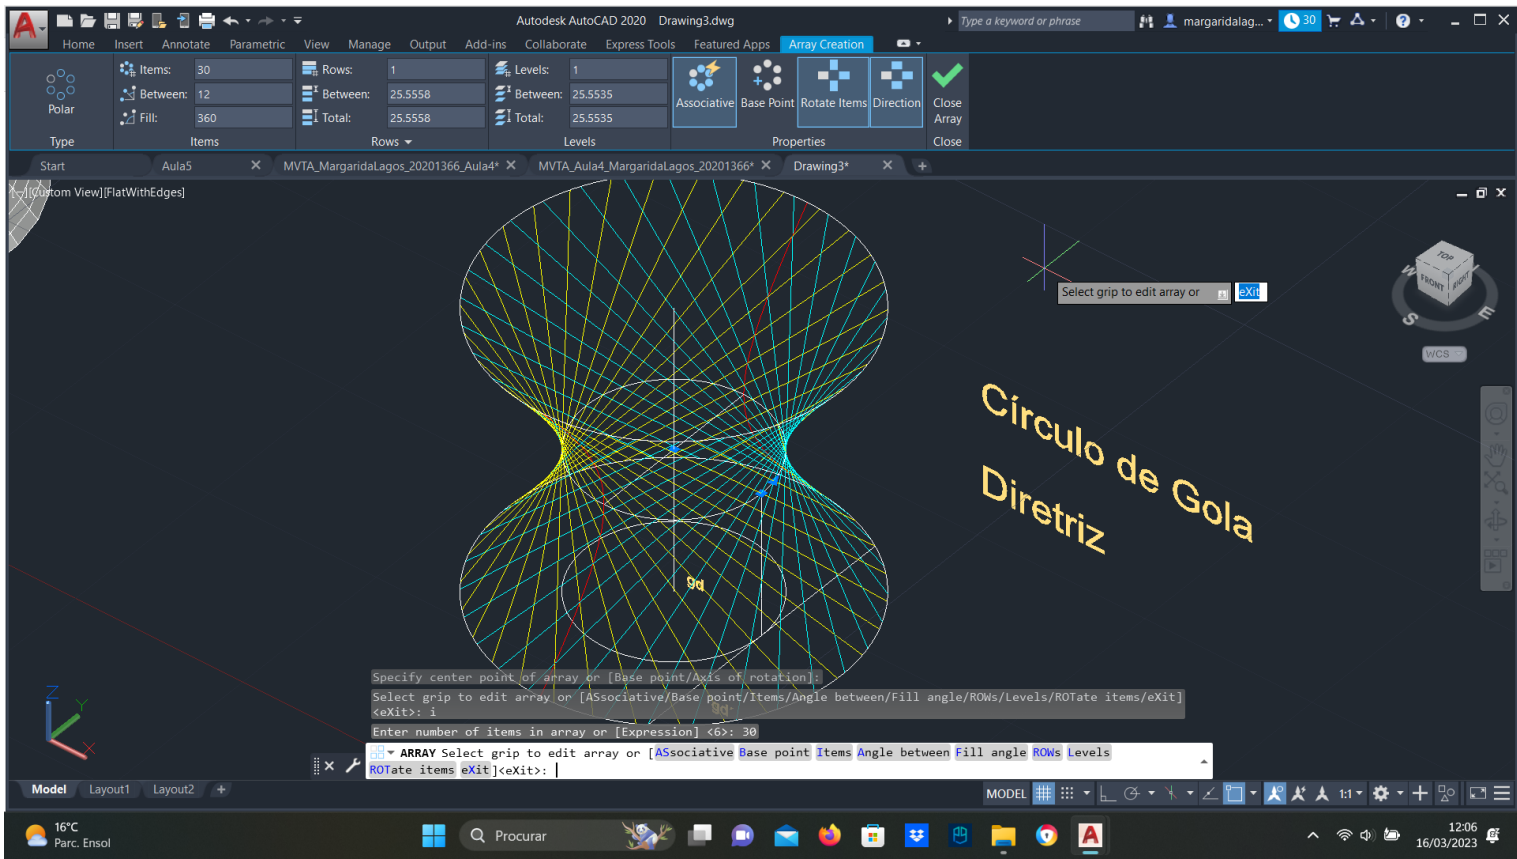 Autodesk AutoCAD 2020 Drawing3.dwg
Type a keyword or phrase
margaridalag...
30
Home Insert Annotate Parametric View Manage Output Add-ins Collaborate Express Tools Featured Apps Array Creation
Polar
Type
Items: 30
Between: 12
Fill: 360
Items
Rows: 1
Between: 25.5558
Total: 25.5558
Rows
Levels: 1
Between: 25.5535
Total: 25.5535
Levels
Associative Base Point Rotate Items Direction
Properties
Close
Array
Close
Start Aula5 MVTA_MargaridaLagos_20201366_Aula4* MVTA_Aula4_MargaridaLagos_20201366* Drawing3*
[-][Custom View][FlatWithEdges]
Select grip to edit array or eXit
TOP
FRONT RIGHT
W S E
WCS
Círculo de Gola
Diretriz
gd
gd-
Z
Y
X
Specify center point of array or [Base point/Axis of rotation]:
Select grip to edit array or [ASsociative/Base point/Items/Angle between/Fill angle/ROWs/Levels/ROTate items/eXit]
<eXit>: i
Enter number of items in array or [Expression] <6>: 30
ARRAY Select grip to edit array or [ASsociative Base point Items Angle between Fill angle ROWs Levels
ROTate items eXit]<eXit>:
Model Layout1 Layout2
MODEL 1:1
16°C
Parc. Ensol
Procurar
12:06
16/03/2023